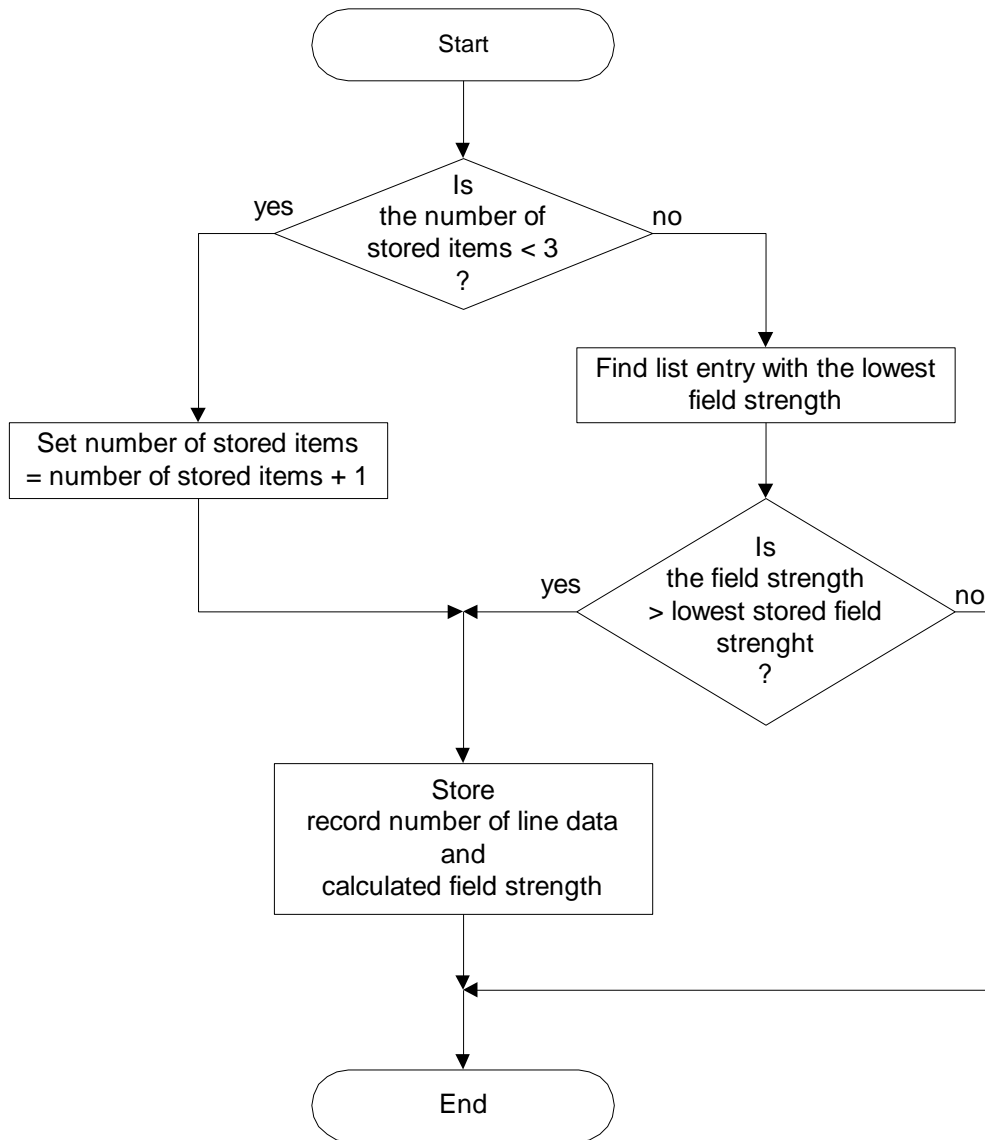 Start
Is
the number of
stored items < 3
?
yes
no
Find list entry with the lowest
field strength
Set number of stored items
= number of stored items + 1
Is
the field strength
> lowest stored field
strenght
?
yes
no
Store
record number of line data
and
calculated field strength
End